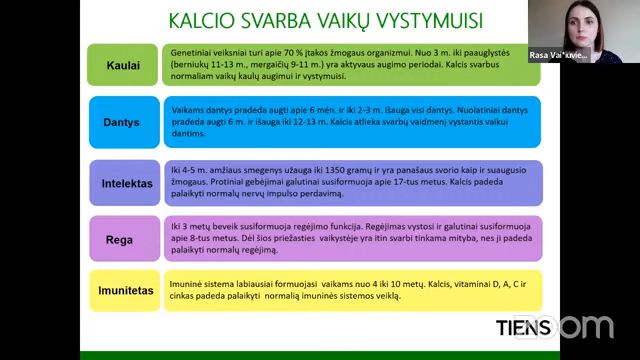 KALCIO SVARBA VAIKŲ VYSTYMUISI
Kaulai
Genetiniai veiksniai turi apie 70 % įtakos žmogaus organizmui. Nuo 3 m. iki paauglystės
(berniukų 11-13 m., mergaičių 9-11 m.) yra aktyvaus augimo periodai. Kalcis svarbus
normaliam vaikų kaulų augimui ir vystymuisi.
Dantys
Vaikams dantys pradeda augti apie 6 mėn. ir iki 2-3 m. išauga visi dantys. Nuolatiniai dantys
pradeda augti 6 m. ir išauga iki 12-13 m. Kalcis atlieka svarbų vaidmenį vystantis vaikui
dantims.
Intelektas
Iki 4-5 m. amžiaus smegenys užauga iki 1350 gramų ir yra panašaus svorio kaip ir suaugusio
žmogaus. Protiniai gebėjimai galutinai susiformuoja apie 17-tus metus. Kalcis padeda
palaikyti normalų nervų impulso perdavimą.
Rega
Iki 3 metų beveik susiformuoja regėjimo funkcija. Regėjimas vystosi ir galutinai susiformuoja
apie 8-tus metus. Dėl šios priežasties vaikystėje yra itin svarbi tinkama mityba, nes ji padeda
palaikyti normalų regėjimą.
Imunitetas
Imuninė sistema labiausiai formuojasi vaikams nuo 4 iki 10 metų. Kalcis, vitaminai D, A, C ir
cinkas padeda palaikyti normalią imuninės sistemos veiklą.
TIENS
zoom
Rasa